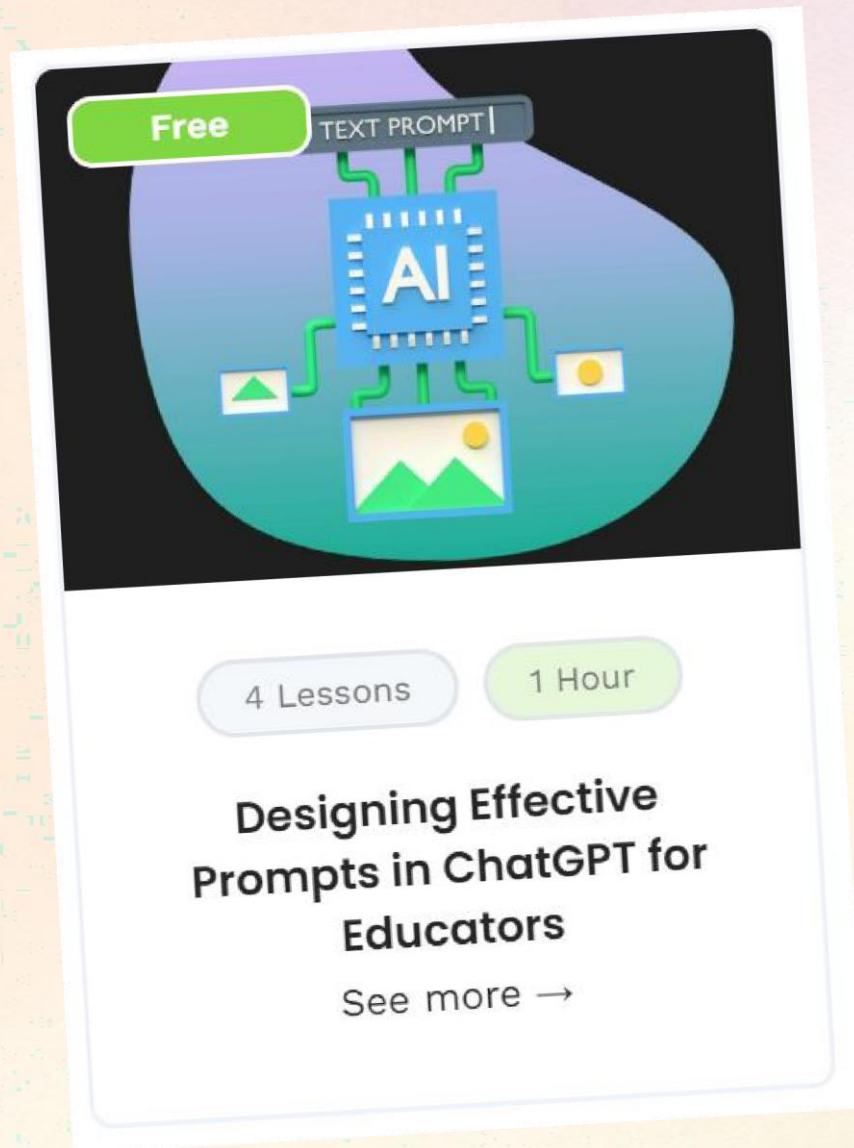 Free
TEXT PROMPT
AI
4 Lessons
1 Hour
Designing Effective
Prompts in ChatGPT for
Educators
See more →